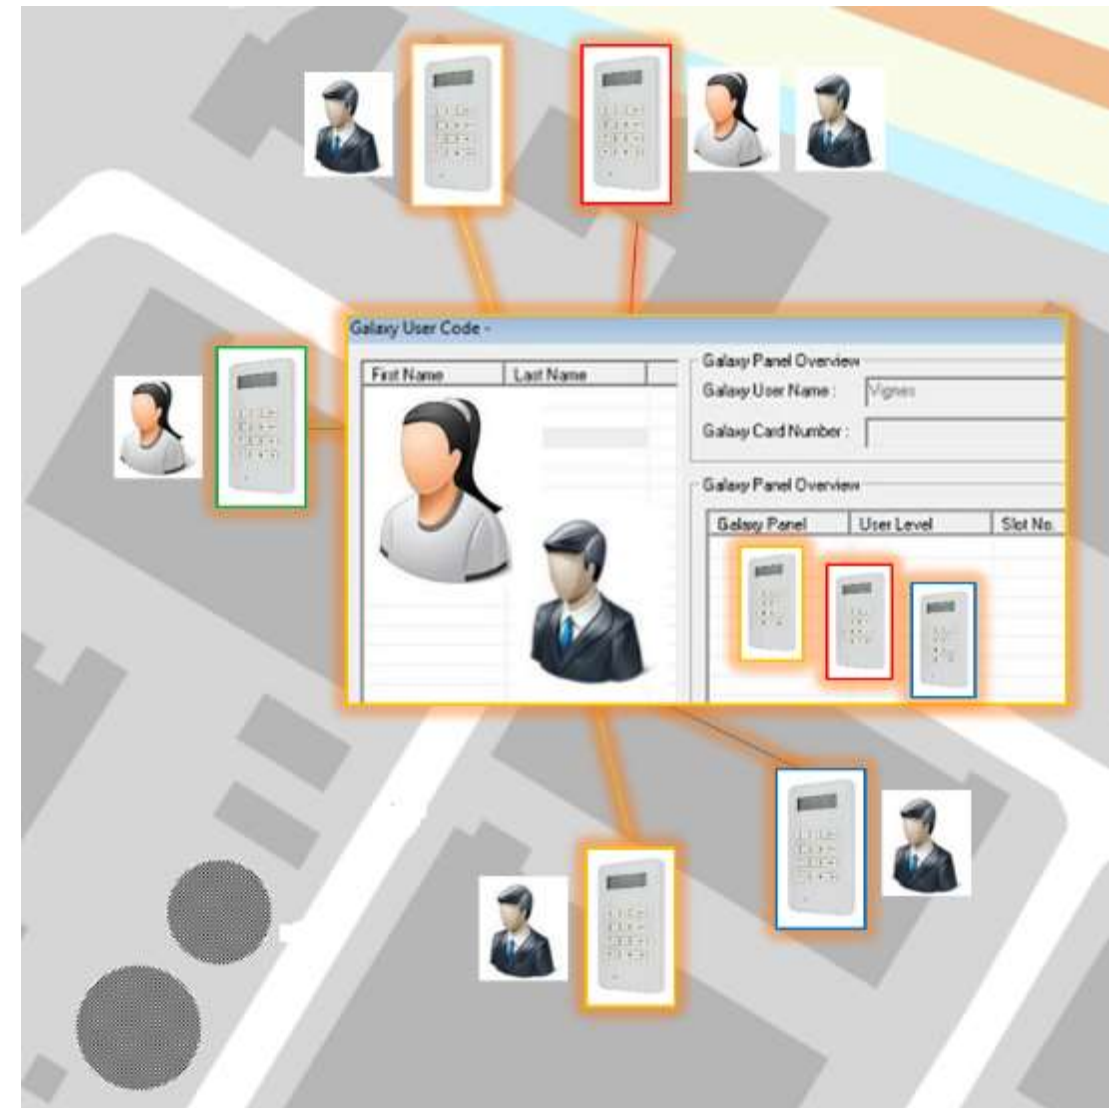 Galaxy User Code -
First Name Last Name
Galaxy Panel Overview
Galaxy User Name : Vignes
Galaxy Card Number :
Galaxy Panel Overview
Galaxy Panel User Level Slot No.